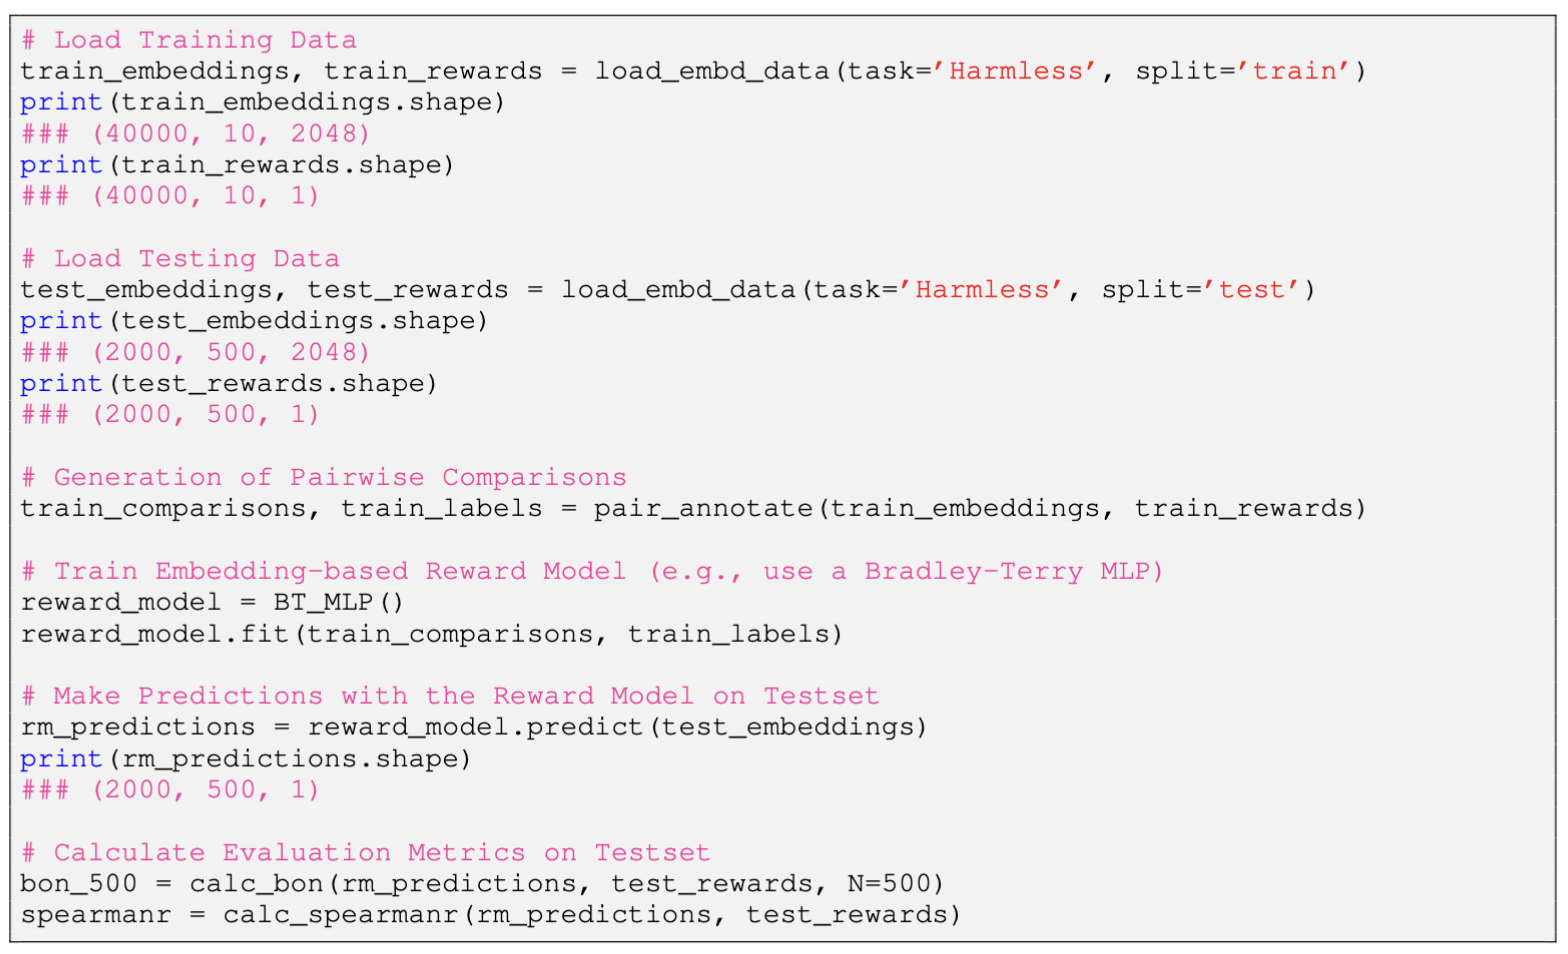 # Load Training Data
train_embeddings, train_rewards = load_embd_data(task=’Harmless’, split=’train’)
print(train_embeddings.shape)
### (40000, 10, 2048)
print(train_rewards.shape)
### (40000, 10, 1)
# Load Testing Data
test_embeddings, test_rewards = load_embd_data(task=’Harmless’, split=’test’)
print(test_embeddings.shape)
### (2000, 500, 2048)
print(test_rewards.shape)
### (2000, 500, 1)
# Generation of Pairwise Comparisons
train_comparisons, train_labels = pair_annotate(train_embeddings, train_rewards)
# Train Embedding-based Reward Model (e.g., use a Bradley-Terry MLP)
reward_model = BT_MLP()
reward_model.fit(train_comparisons, train_labels)
# Make Predictions with the Reward Model on Testset
rm_predictions = reward_model.predict(test_embeddings)
print(rm_predictions.shape)
### (2000, 500, 1)
# Calculate Evaluation Metrics on Testset
bon_500 = calc_bon(rm_predictions, test_rewards, N=500)
spearmanr = calc_spearmanr(rm_predictions, test_rewards)